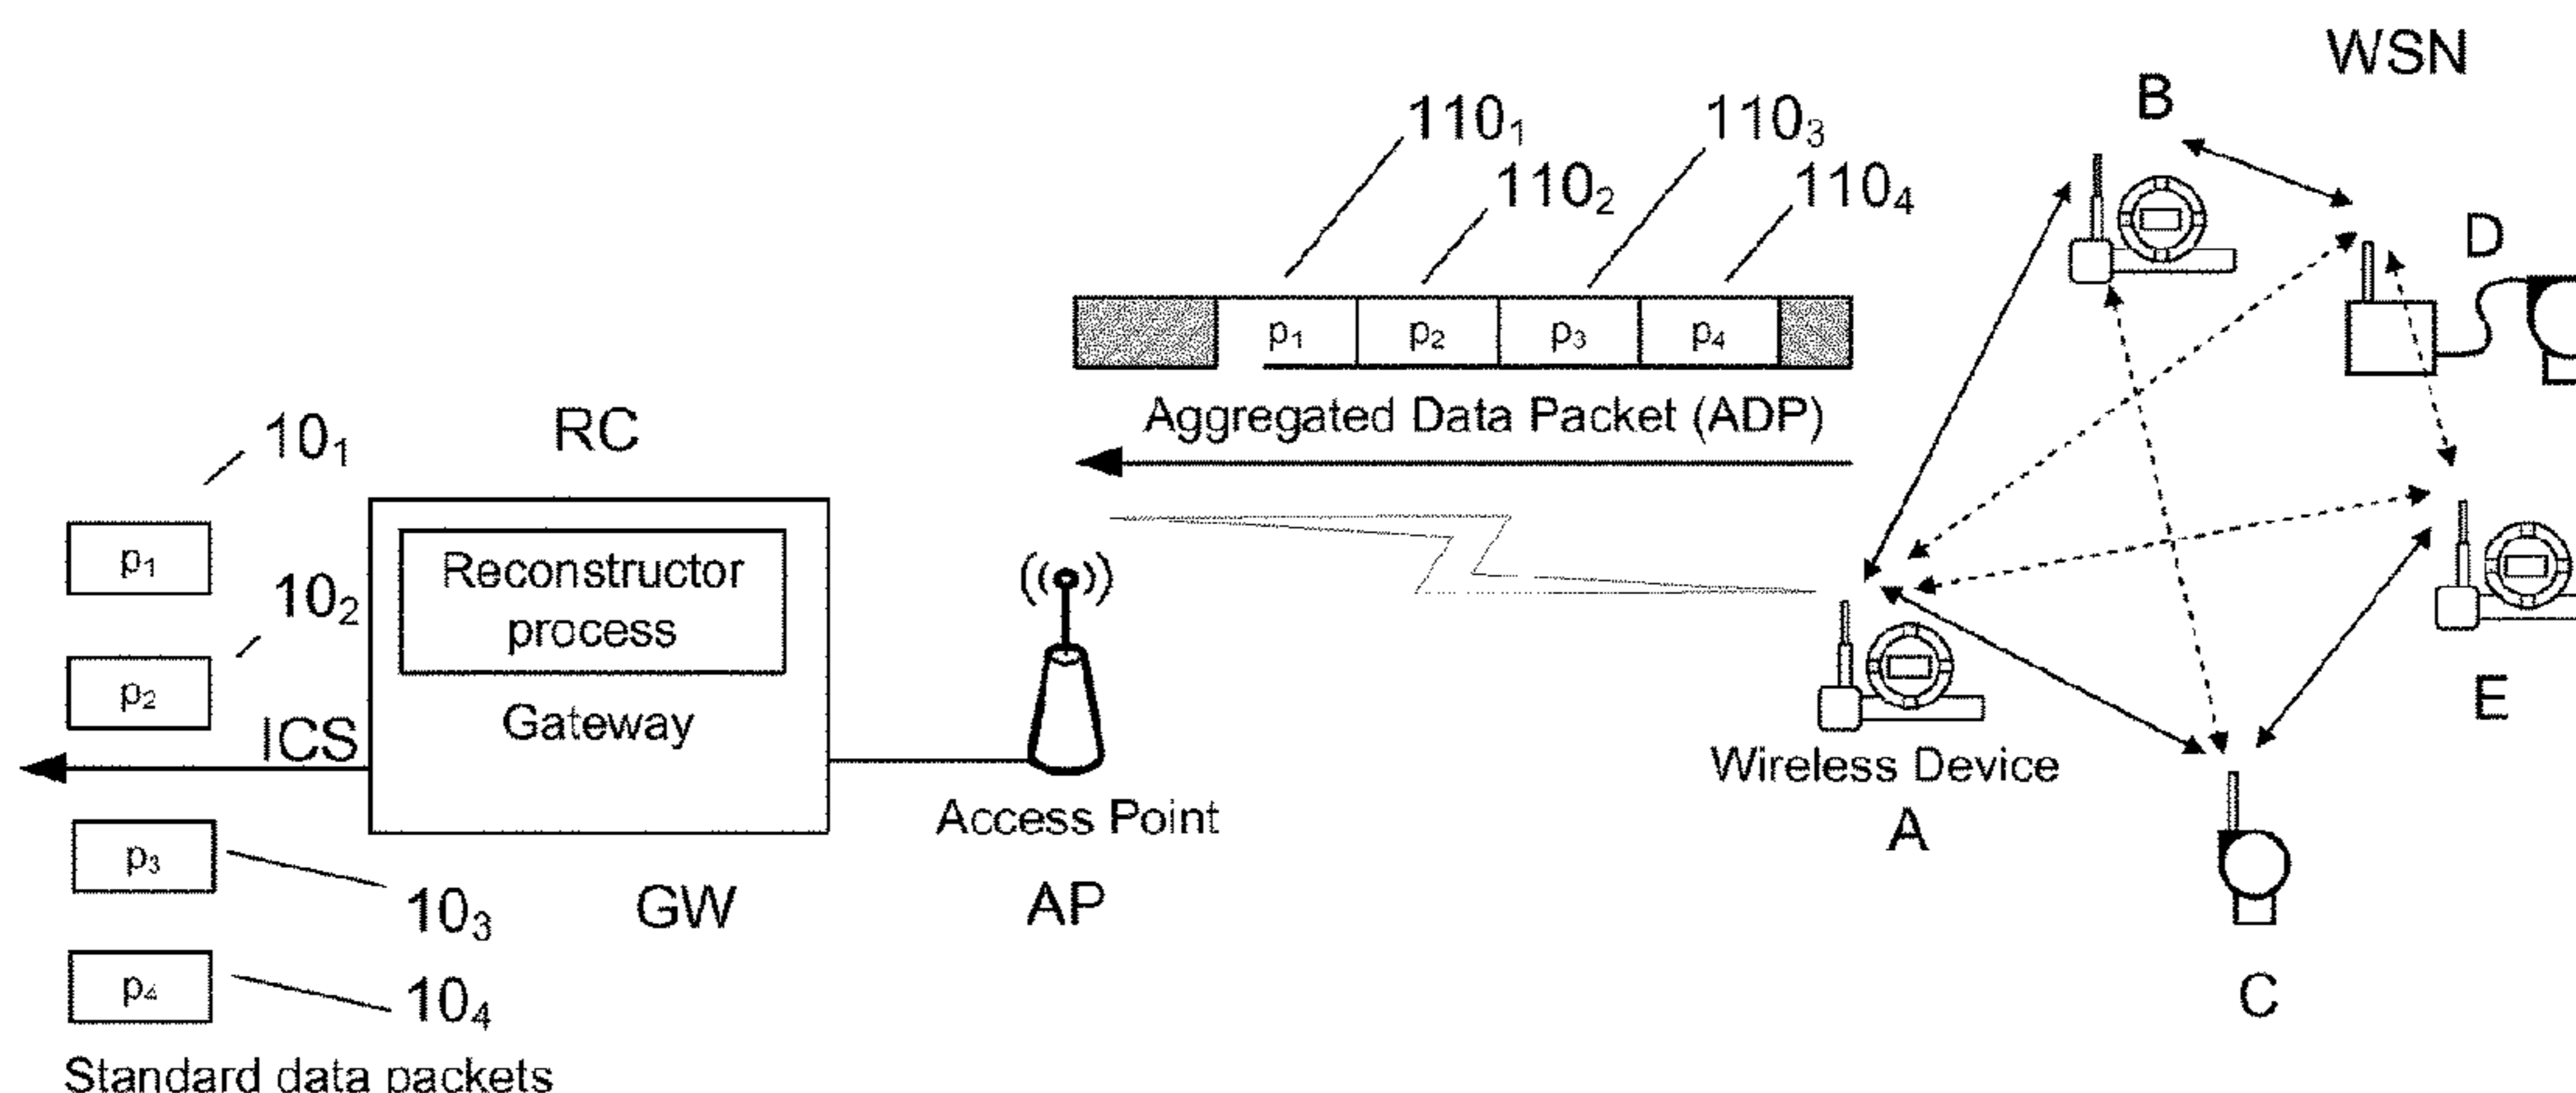 WSN
B
110₁
110₃
110₂
110₄
D
p₁ p₂ p₃ p₄
Aggregated Data Packet (ADP)
10₁
RC
p₁
Reconstructor
process
10₂
p₂
Gateway
ICS
E
Wireless Device
A
Access Point
p₃
10₃
GW
AP
p₄
10₄
C
Standard data packets